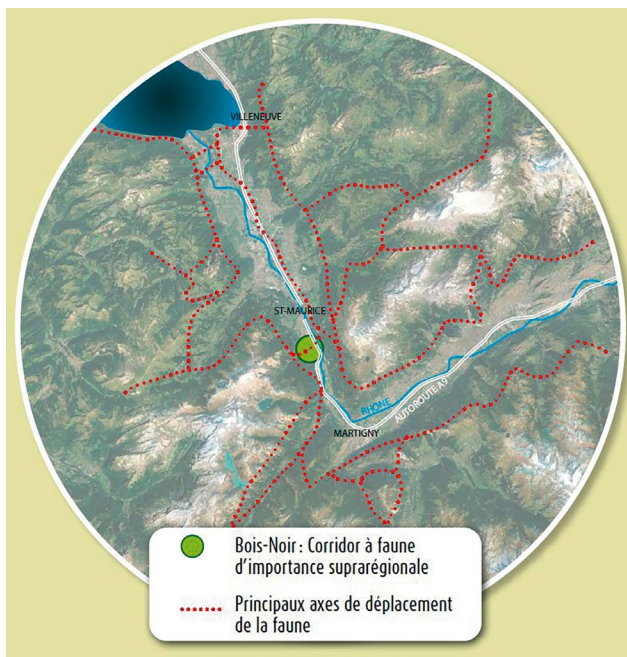 VILLENEUVE
ST-MAURICE
RHÔNE
AUTOROUTE A9
MARTIGNY
Bois-Noir : Corridor à faune
d'importance suprarégionale
Principaux axes de déplacement
de la faune